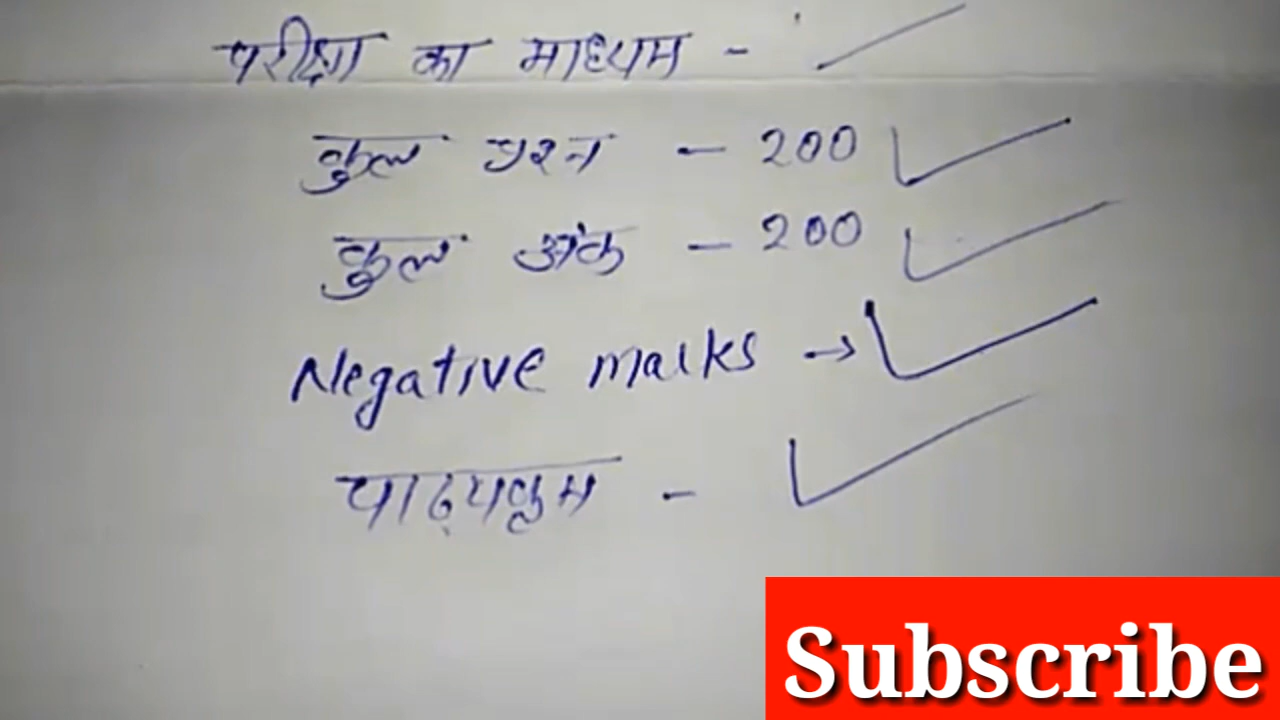 परीक्षा का माध्यम -
कुल प्रश्न - 200
कुल अंक - 200
Negative marks →
पाठ्यक्रम -
Subscribe